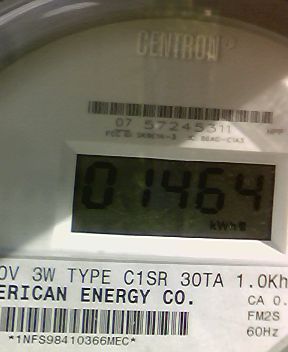 CENTRON®
07 57245311
01464
kWh
0V 3W TYPE C1SR 30TA 1.0Kh
ERICAN ENERGY CO.
CA 0.
FM2S
60Hz
*1NFS98410366MEC*